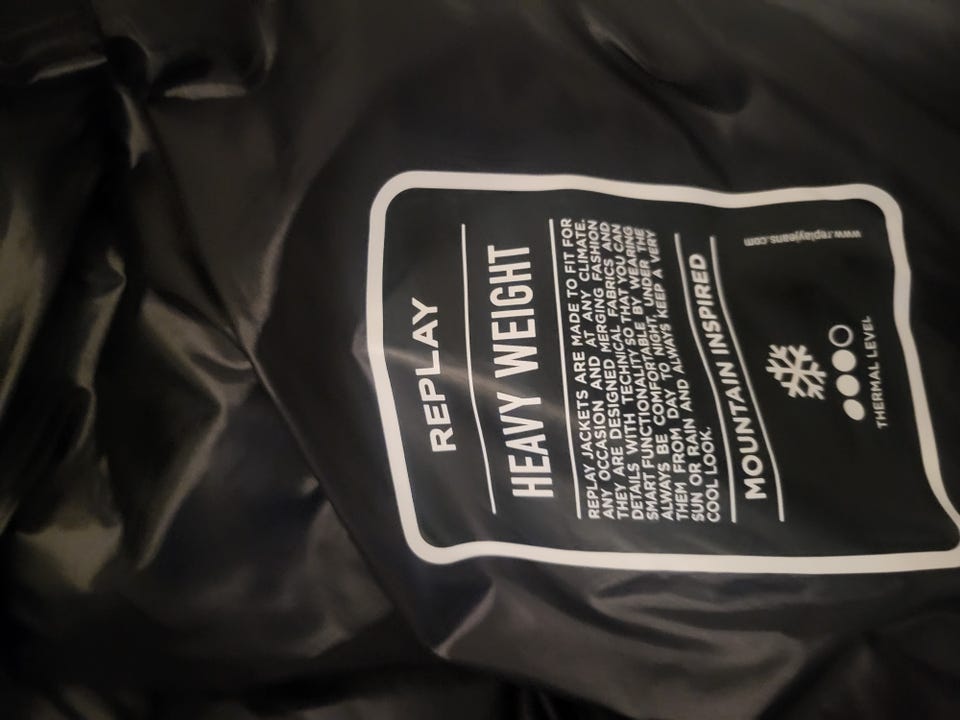 REPLAY
HEAVY WEIGHT
REPLAY JACKETS ARE MADE TO FIT FOR
ANY OCCASION AND AT ANY CLIMATE.
THEY ARE DESIGNED MERGING FASHION
DETAILS WITH TECHNICAL FABRICS AND
SMART FUNCTIONALITY SO THAT YOU CAN
ALWAYS BE COMFORTABLE BY WEARING
THEM FROM DAY TO NIGHT, UNDER THE
SUN OR RAIN AND ALWAYS KEEP A VERY
COOL LOOK.
MOUNTAIN INSPIRED
THERMAL LEVEL
www.replayjeans.com